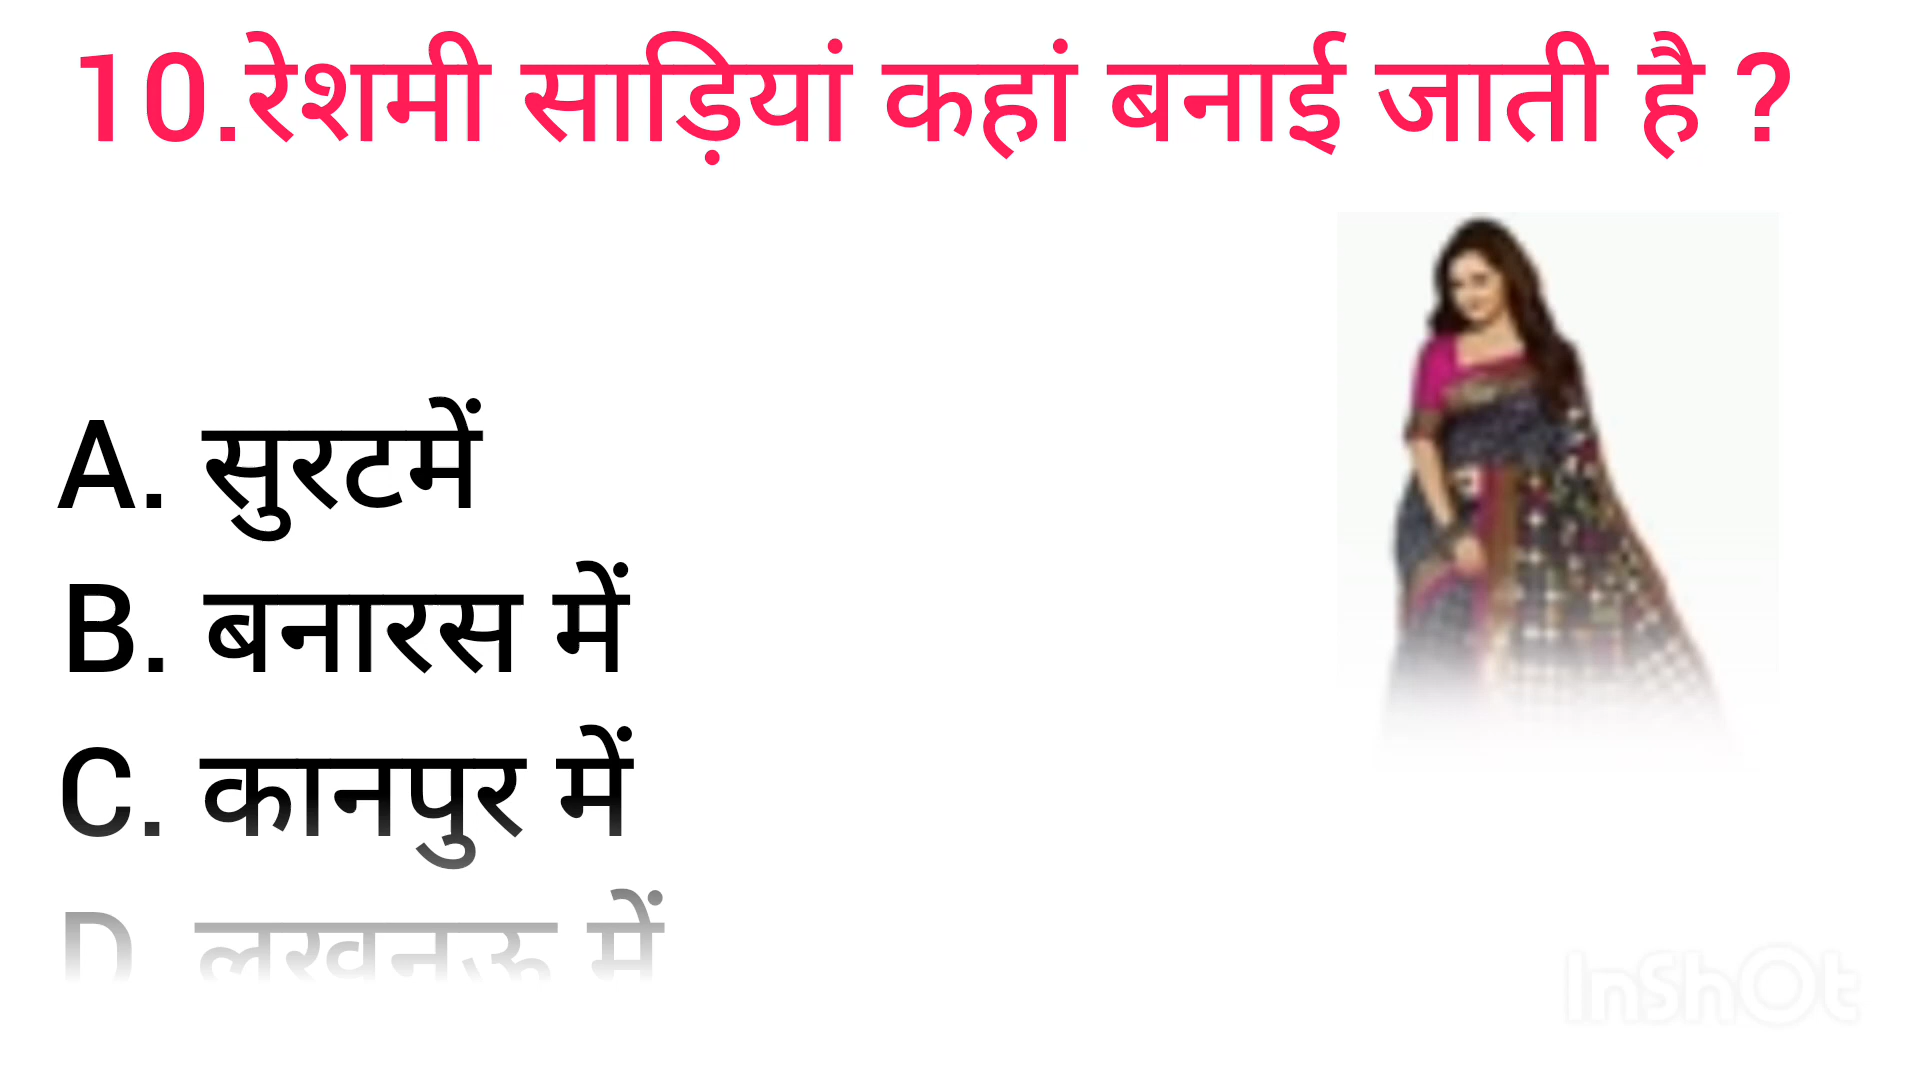 10.रेशमी साड़ियां कहां बनाई जाती है ?
A. सुरटमें
B. बनारस में
C. कानपुर में
D. लखनऊ में
InShOt